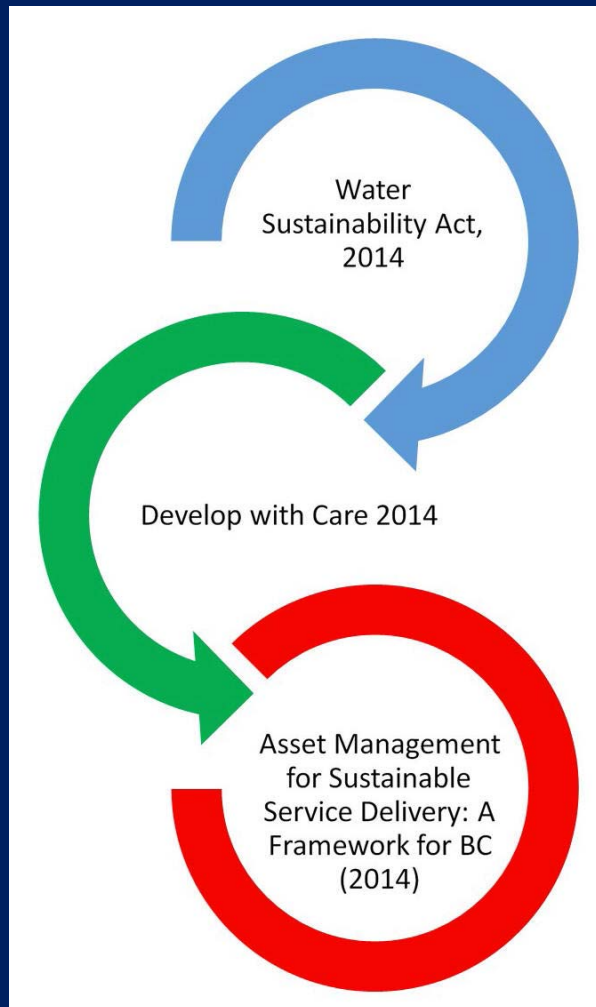 Water
Sustainability Act,
2014
Develop with Care 2014
Asset Management
for Sustainable
Service Delivery: A
Framework for BC
(2014)